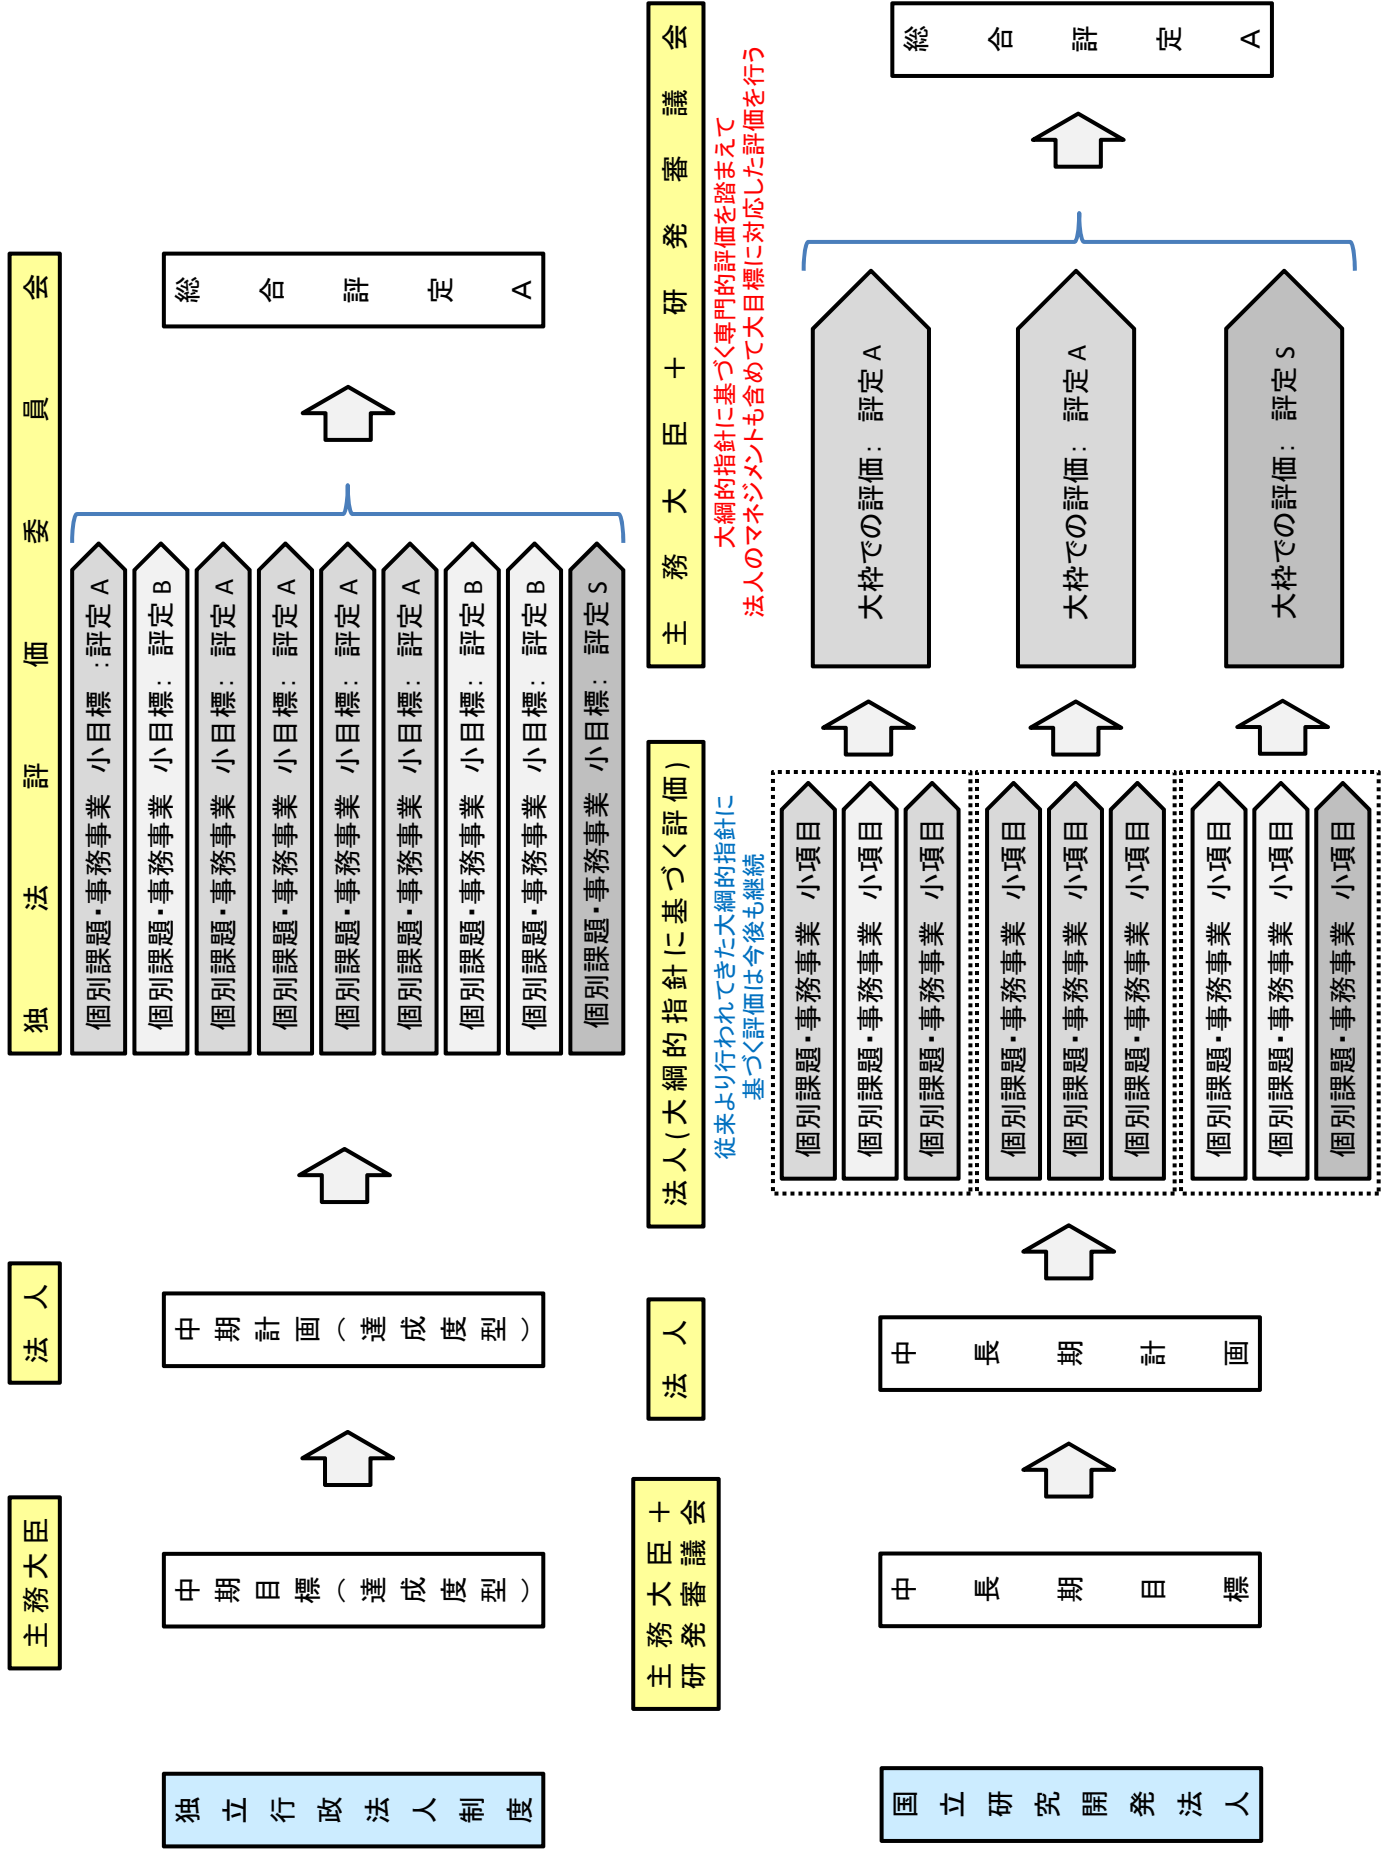 主務大臣
法人
独法評価委員会
独立行政法人制度
中期目標（達成度型）
中期計画（達成度型）
個別課題・事務事業 小目標：評定A
個別課題・事務事業 小目標：評定B
個別課題・事務事業 小目標：評定A
個別課題・事務事業 小目標：評定A
個別課題・事務事業 小目標：評定A
個別課題・事務事業 小目標：評定A
個別課題・事務事業 小目標：評定B
個別課題・事務事業 小目標：評定B
個別課題・事務事業 小目標：評定S
総合評定A
主務大臣＋
研発審議会
法人
法人(大綱的指針に基づく評価)
主務大臣＋研発審議会
従来より行われてきた大綱的指針に
基づく評価は今後も継続
大綱的指針に基づく専門的評価を踏まえて
法人のマネジメントも含めて大目標に対応した評価を行う
国立研究開発法人
中長期目標
中長期計画
個別課題・事務事業 小項目
個別課題・事務事業 小項目
個別課題・事務事業 小項目
個別課題・事務事業 小項目
個別課題・事務事業 小項目
個別課題・事務事業 小項目
個別課題・事務事業 小項目
個別課題・事務事業 小項目
個別課題・事務事業 小項目
大枠での評価： 評定A
大枠での評価： 評定A
大枠での評価： 評定S
総合評定A